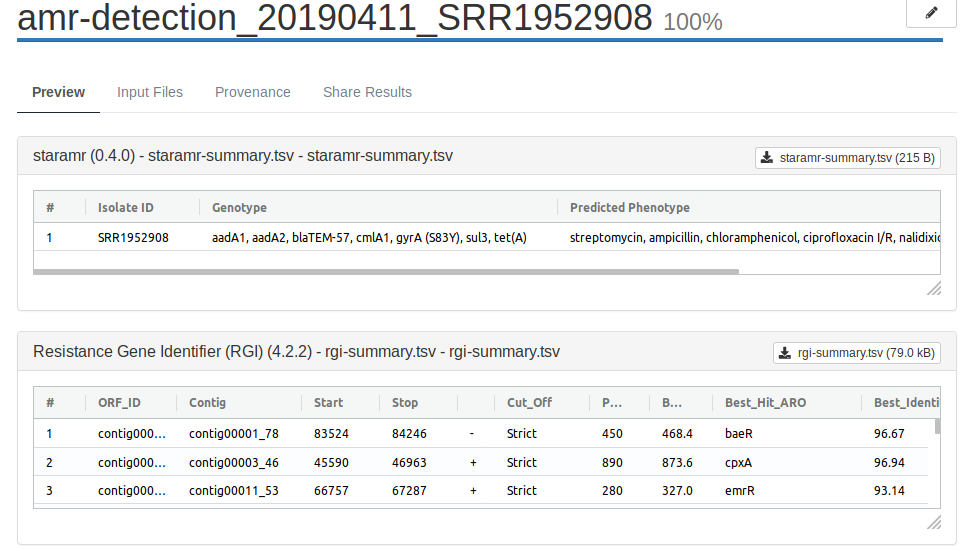 amr-detection_20190411_SRR1952908 100%
Preview Input Files Provenance Share Results
staramr (0.4.0) - staramr-summary.tsv - staramr-summary.tsv staramr-summary.tsv (215 B)
# Isolate ID Genotype Predicted Phenotype
1 SRR1952908 aadA1, aadA2, blaTEM-57, cmlA1, gyrA (S83Y), sul3, tet(A) streptomycin, ampicillin, chloramphenicol, ciprofloxacin I/R, nalidixic
Resistance Gene Identifier (RGI) (4.2.2) - rgi-summary.tsv - rgi-summary.tsv rgi-summary.tsv (79.0 kB)
# ORF_ID Contig Start Stop Cut_Off P... B... Best_Hit_ARO Best_Identi
1 contig000... contig00001_78 83524 84246 - Strict 450 468.4 baeR 96.67
2 contig000... contig00003_46 45590 46963 + Strict 890 873.6 cpxA 96.94
3 contig000... contig00011_53 66757 67287 + Strict 280 327.0 emrR 93.14